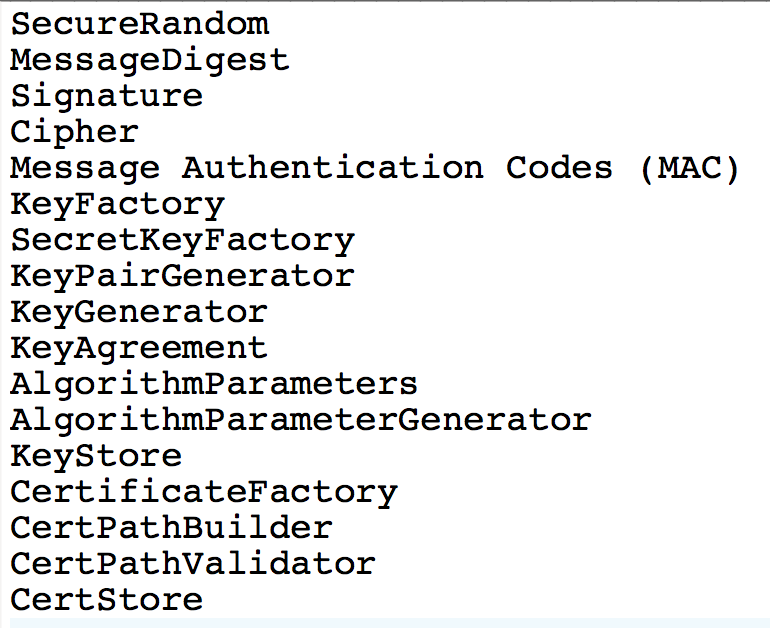 SecureRandom
MessageDigest
Signature
Cipher
Message Authentication Codes (MAC)
KeyFactory
SecretKeyFactory
KeyPairGenerator
KeyGenerator
KeyAgreement
AlgorithmParameters
AlgorithmParameterGenerator
KeyStore
CertificateFactory
CertPathBuilder
CertPathValidator
CertStore